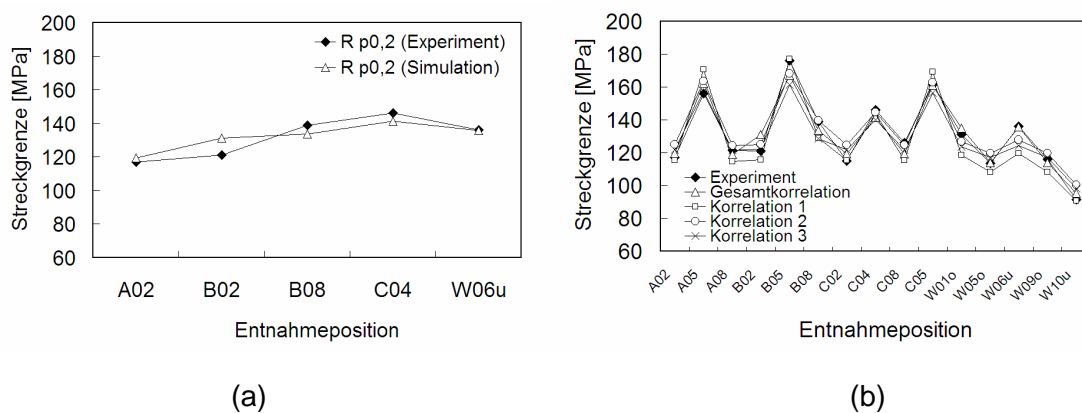 200
180
160
140
120
100
80
60
Streckgrenze [MPa]
R p0,2 (Experiment)
R p0,2 (Simulation)
A02 B02 B08 C04 W06u
Entnahmeposition
(a)
200
180
160
140
120
100
80
60
Streckgrenze [MPa]
Experiment
Gesamtkorrelation
Korrelation 1
Korrelation 2
Korrelation 3
A02 A05 A08 B02 B05 B08 C02 C04 C08 C05 W01o W05o W06u W09o W10u
Entnahmeposition
(b)